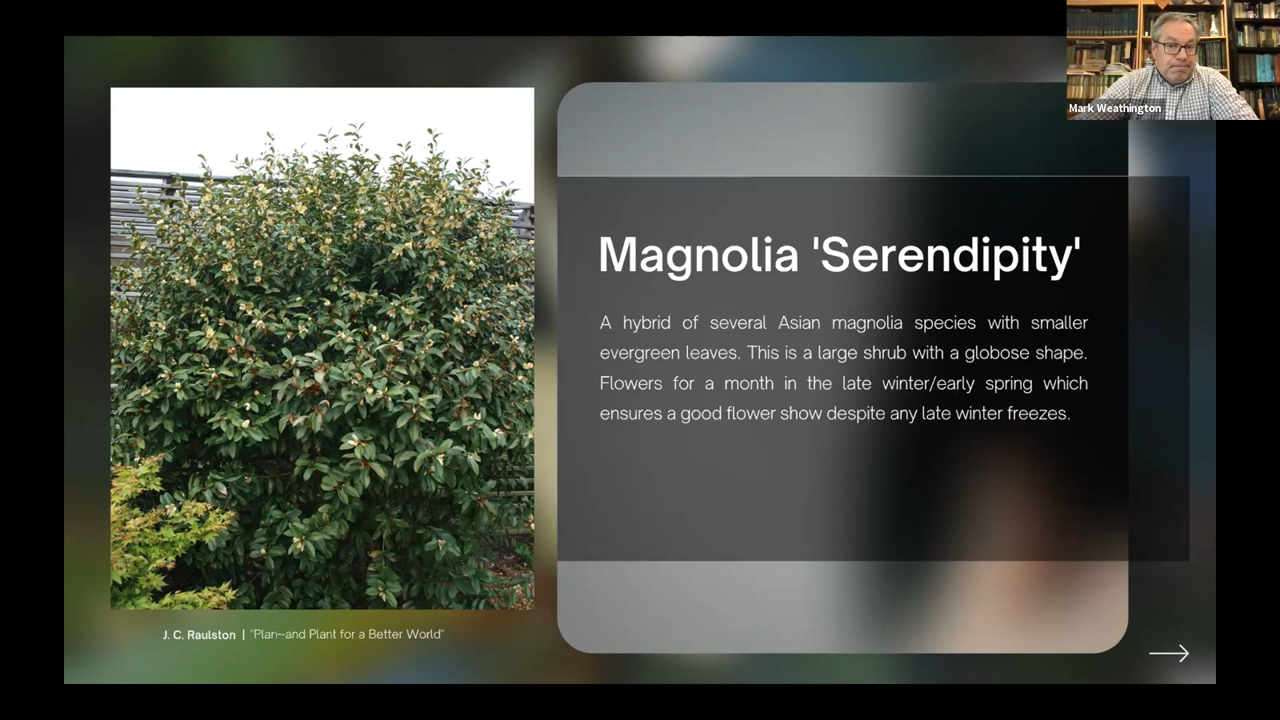 Mark Weathington
Magnolia 'Serendipity'
A hybrid of several Asian magnolia species with smaller
evergreen leaves. This is a large shrub with a globose shape.
Flowers for a month in the late winter/early spring which
ensures a good flower show despite any late winter freezes.
J. C. Raulston | "Plan--and Plant for a Better World"